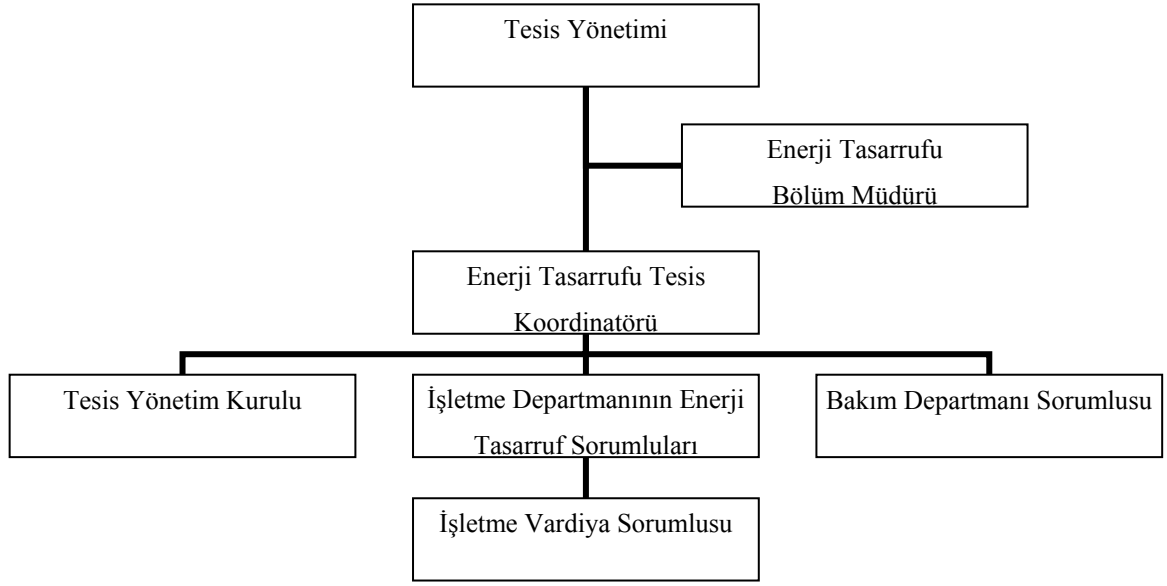 Tesis Yönetimi
Enerji Tasarrufu
Bölüm Müdürü
Enerji Tasarrufu Tesis
Koordinatörü
Tesis Yönetim Kurulu
İşletme Departmanının Enerji
Tasarruf Sorumluları
Bakım Departmanı Sorumlusu
İşletme Vardiya Sorumlusu